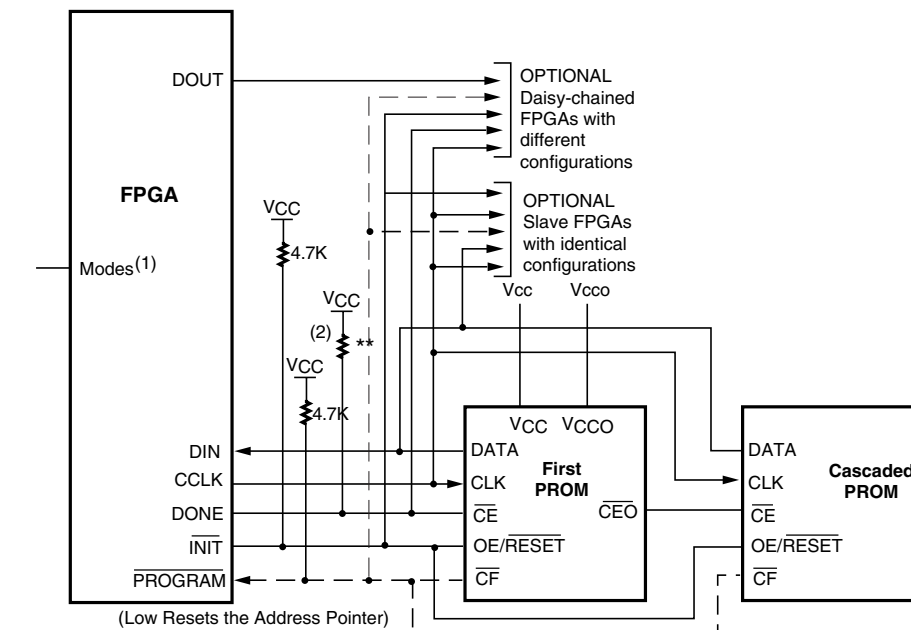 DOUT
OPTIONAL
Daisy-chained
FPGAs with
different
configurations
FPGA
VCC
4.7K
OPTIONAL
Slave FPGAs
with identical
configurations
Modes(1)
Vcc
Vcco
VCC
(2)
**
VCC
4.7K
VCC
VCCO
DIN
DATA
First
PROM
DATA
Cascaded
PROM
CCLK
CLK
CLK
DONE
CE
CEO
CE
INIT
OE/RESET
OE/RESET
PROGRAM
CF
CF
(Low Resets the Address Pointer)